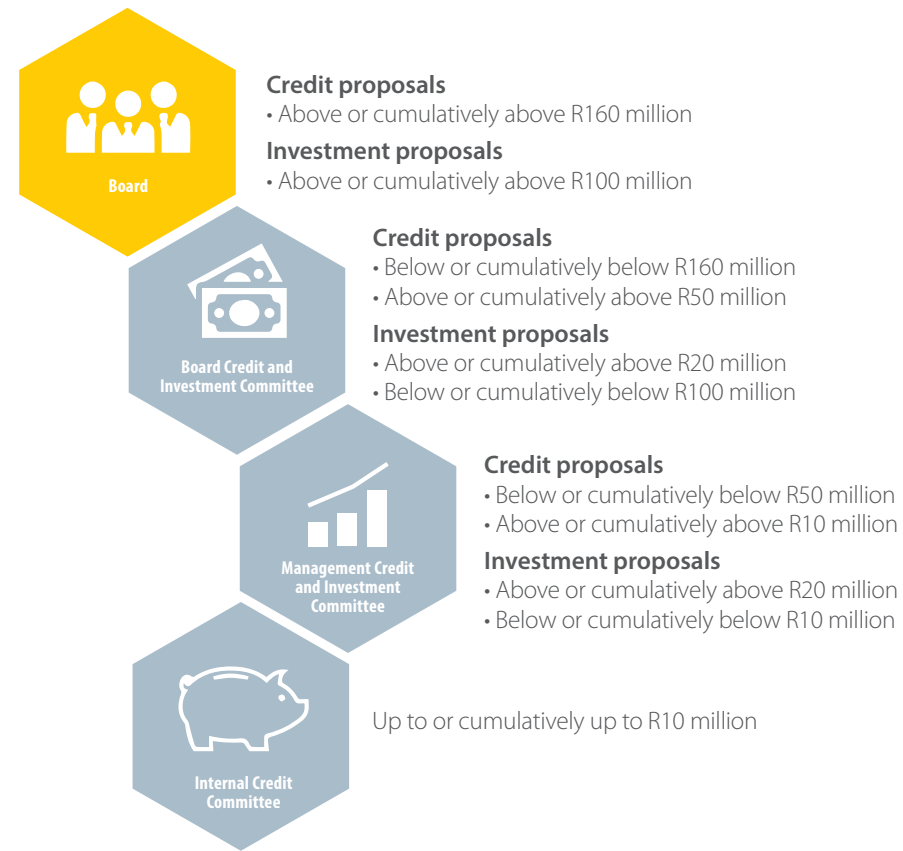 Board
Credit proposals
• Above or cumulatively above R160 million
Investment proposals
• Above or cumulatively above R100 million
Board Credit and
Investment Committee
Credit proposals
• Below or cumulatively below R160 million
• Above or cumulatively above R50 million
Investment proposals
• Above or cumulatively above R20 million
• Below or cumulatively below R100 million
Management Credit
and Investment
Committee
Credit proposals
• Below or cumulatively below R50 million
• Above or cumulatively above R10 million
Investment proposals
• Above or cumulatively above R20 million
• Below or cumulatively below R10 million
Internal Credit
Committee
Up to or cumulatively up to R10 million